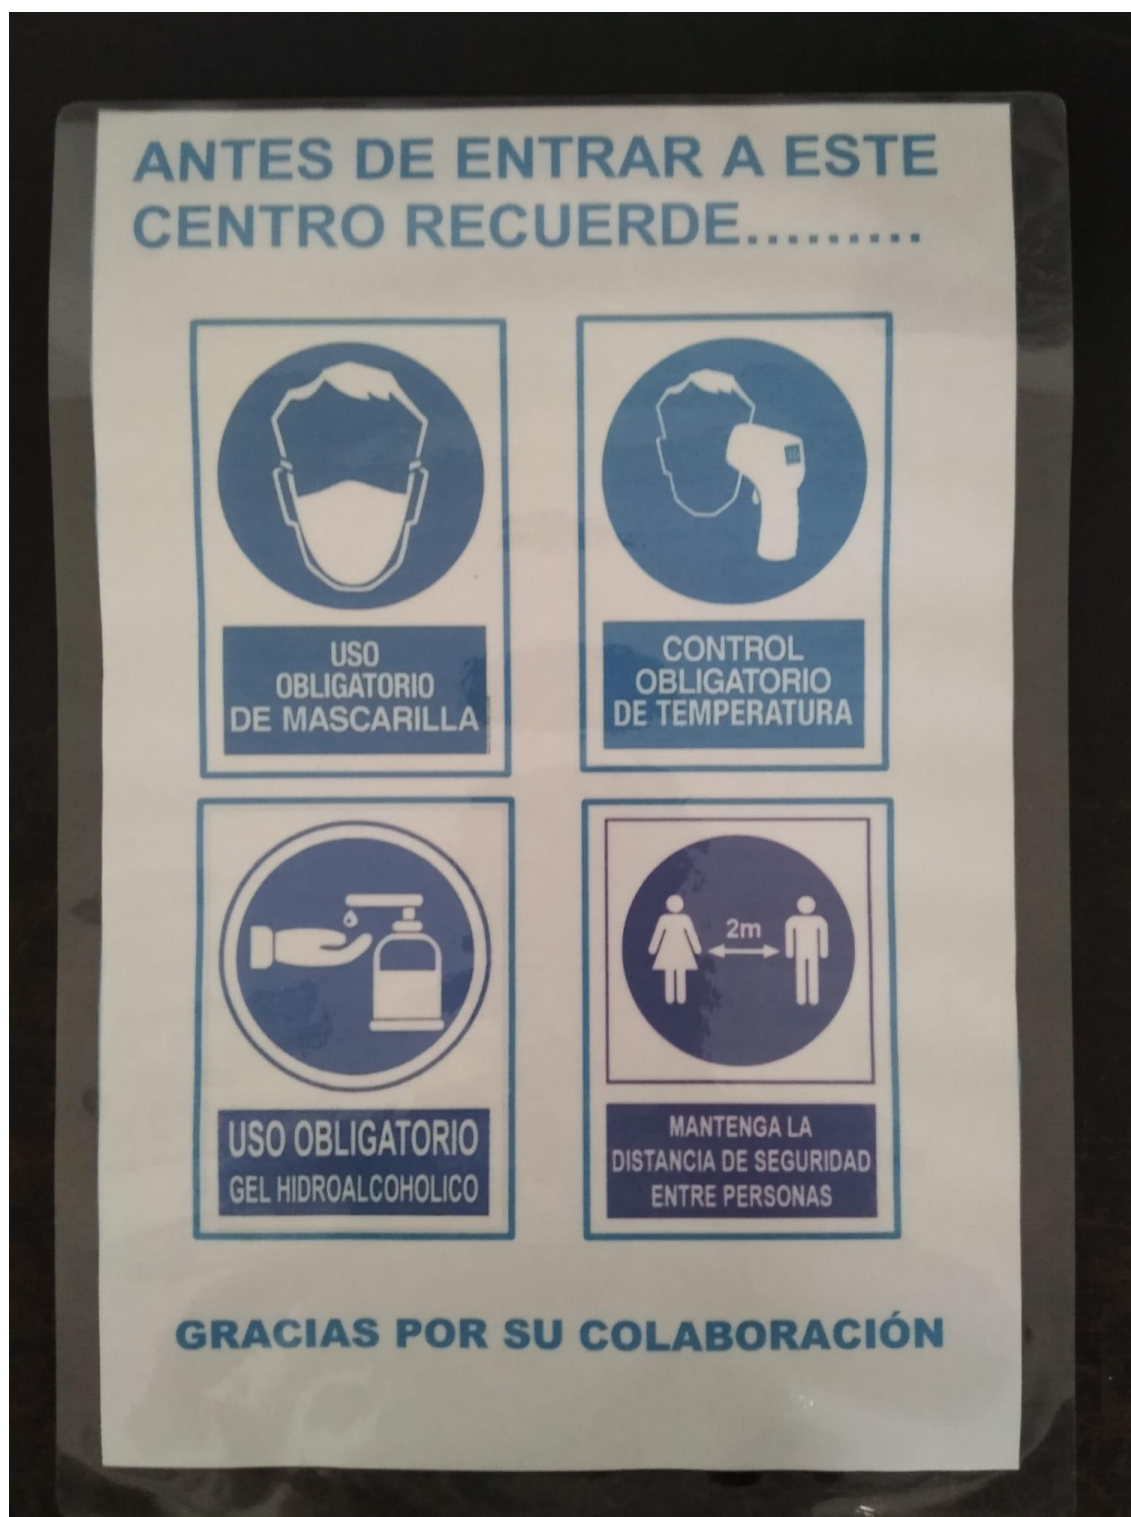 ANTES DE ENTRAR A ESTE
CENTRO RECUERDE.........
USO
OBLIGATORIO
DE MASCARILLA
CONTROL
OBLIGATORIO
DE TEMPERATURA
USO OBLIGATORIO
GEL HIDROALCOHOLICO
2m
MANTENGA LA
DISTANCIA DE SEGURIDAD
ENTRE PERSONAS
GRACIAS POR SU COLABORACIÓN